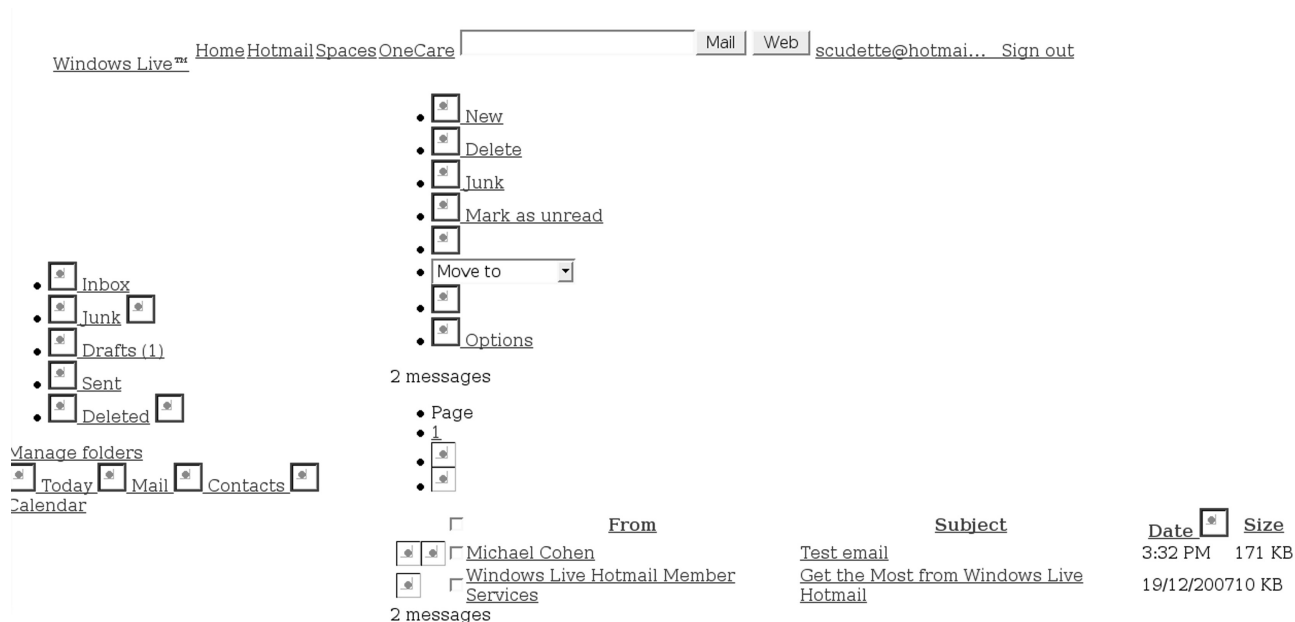 Windows Live™ Home Hotmail Spaces OneCare Mail Web scudette@hotmai... Sign out
New
Delete
Junk
Mark as unread
Move to
Options
Inbox
Junk
Drafts (1)
Sent
Deleted
Manage folders
Today Mail Contacts
Calendar
2 messages
Page
1
From Subject Date Size
Michael Cohen Test email 3:32 PM 171 KB
Windows Live Hotmail Member Get the Most from Windows Live 19/12/2007 10 KB
Services Hotmail
2 messages